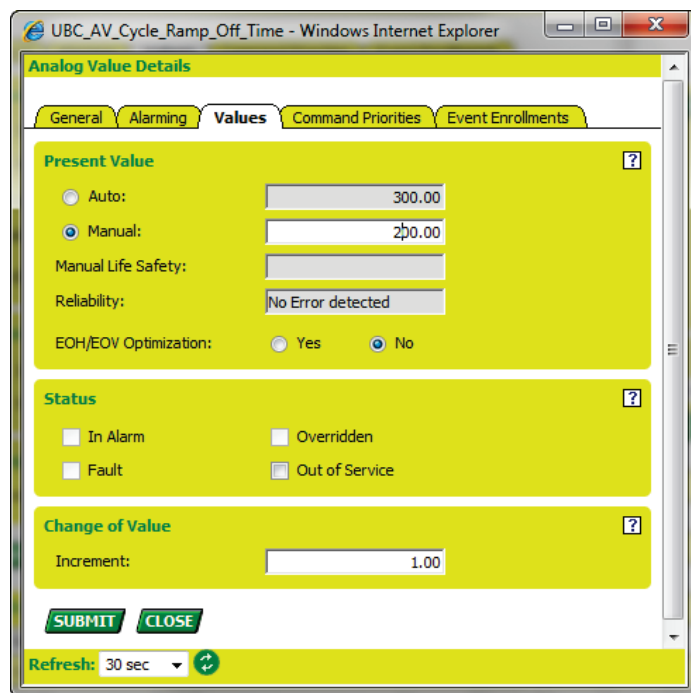 UBC_AV_Cycle_Ramp_Off_Time - Windows Internet Explorer
Analog Value Details
General Alarming Values Command Priorities Event Enrollments
Present Value ?
Auto: 300.00
Manual: 200.00
Manual Life Safety:
Reliability: No Error detected
EOH/EOV Optimization: Yes No
Status ?
In Alarm Overridden
Fault Out of Service
Change of Value ?
Increment: 1.00
SUBMIT CLOSE
Refresh: 30 sec